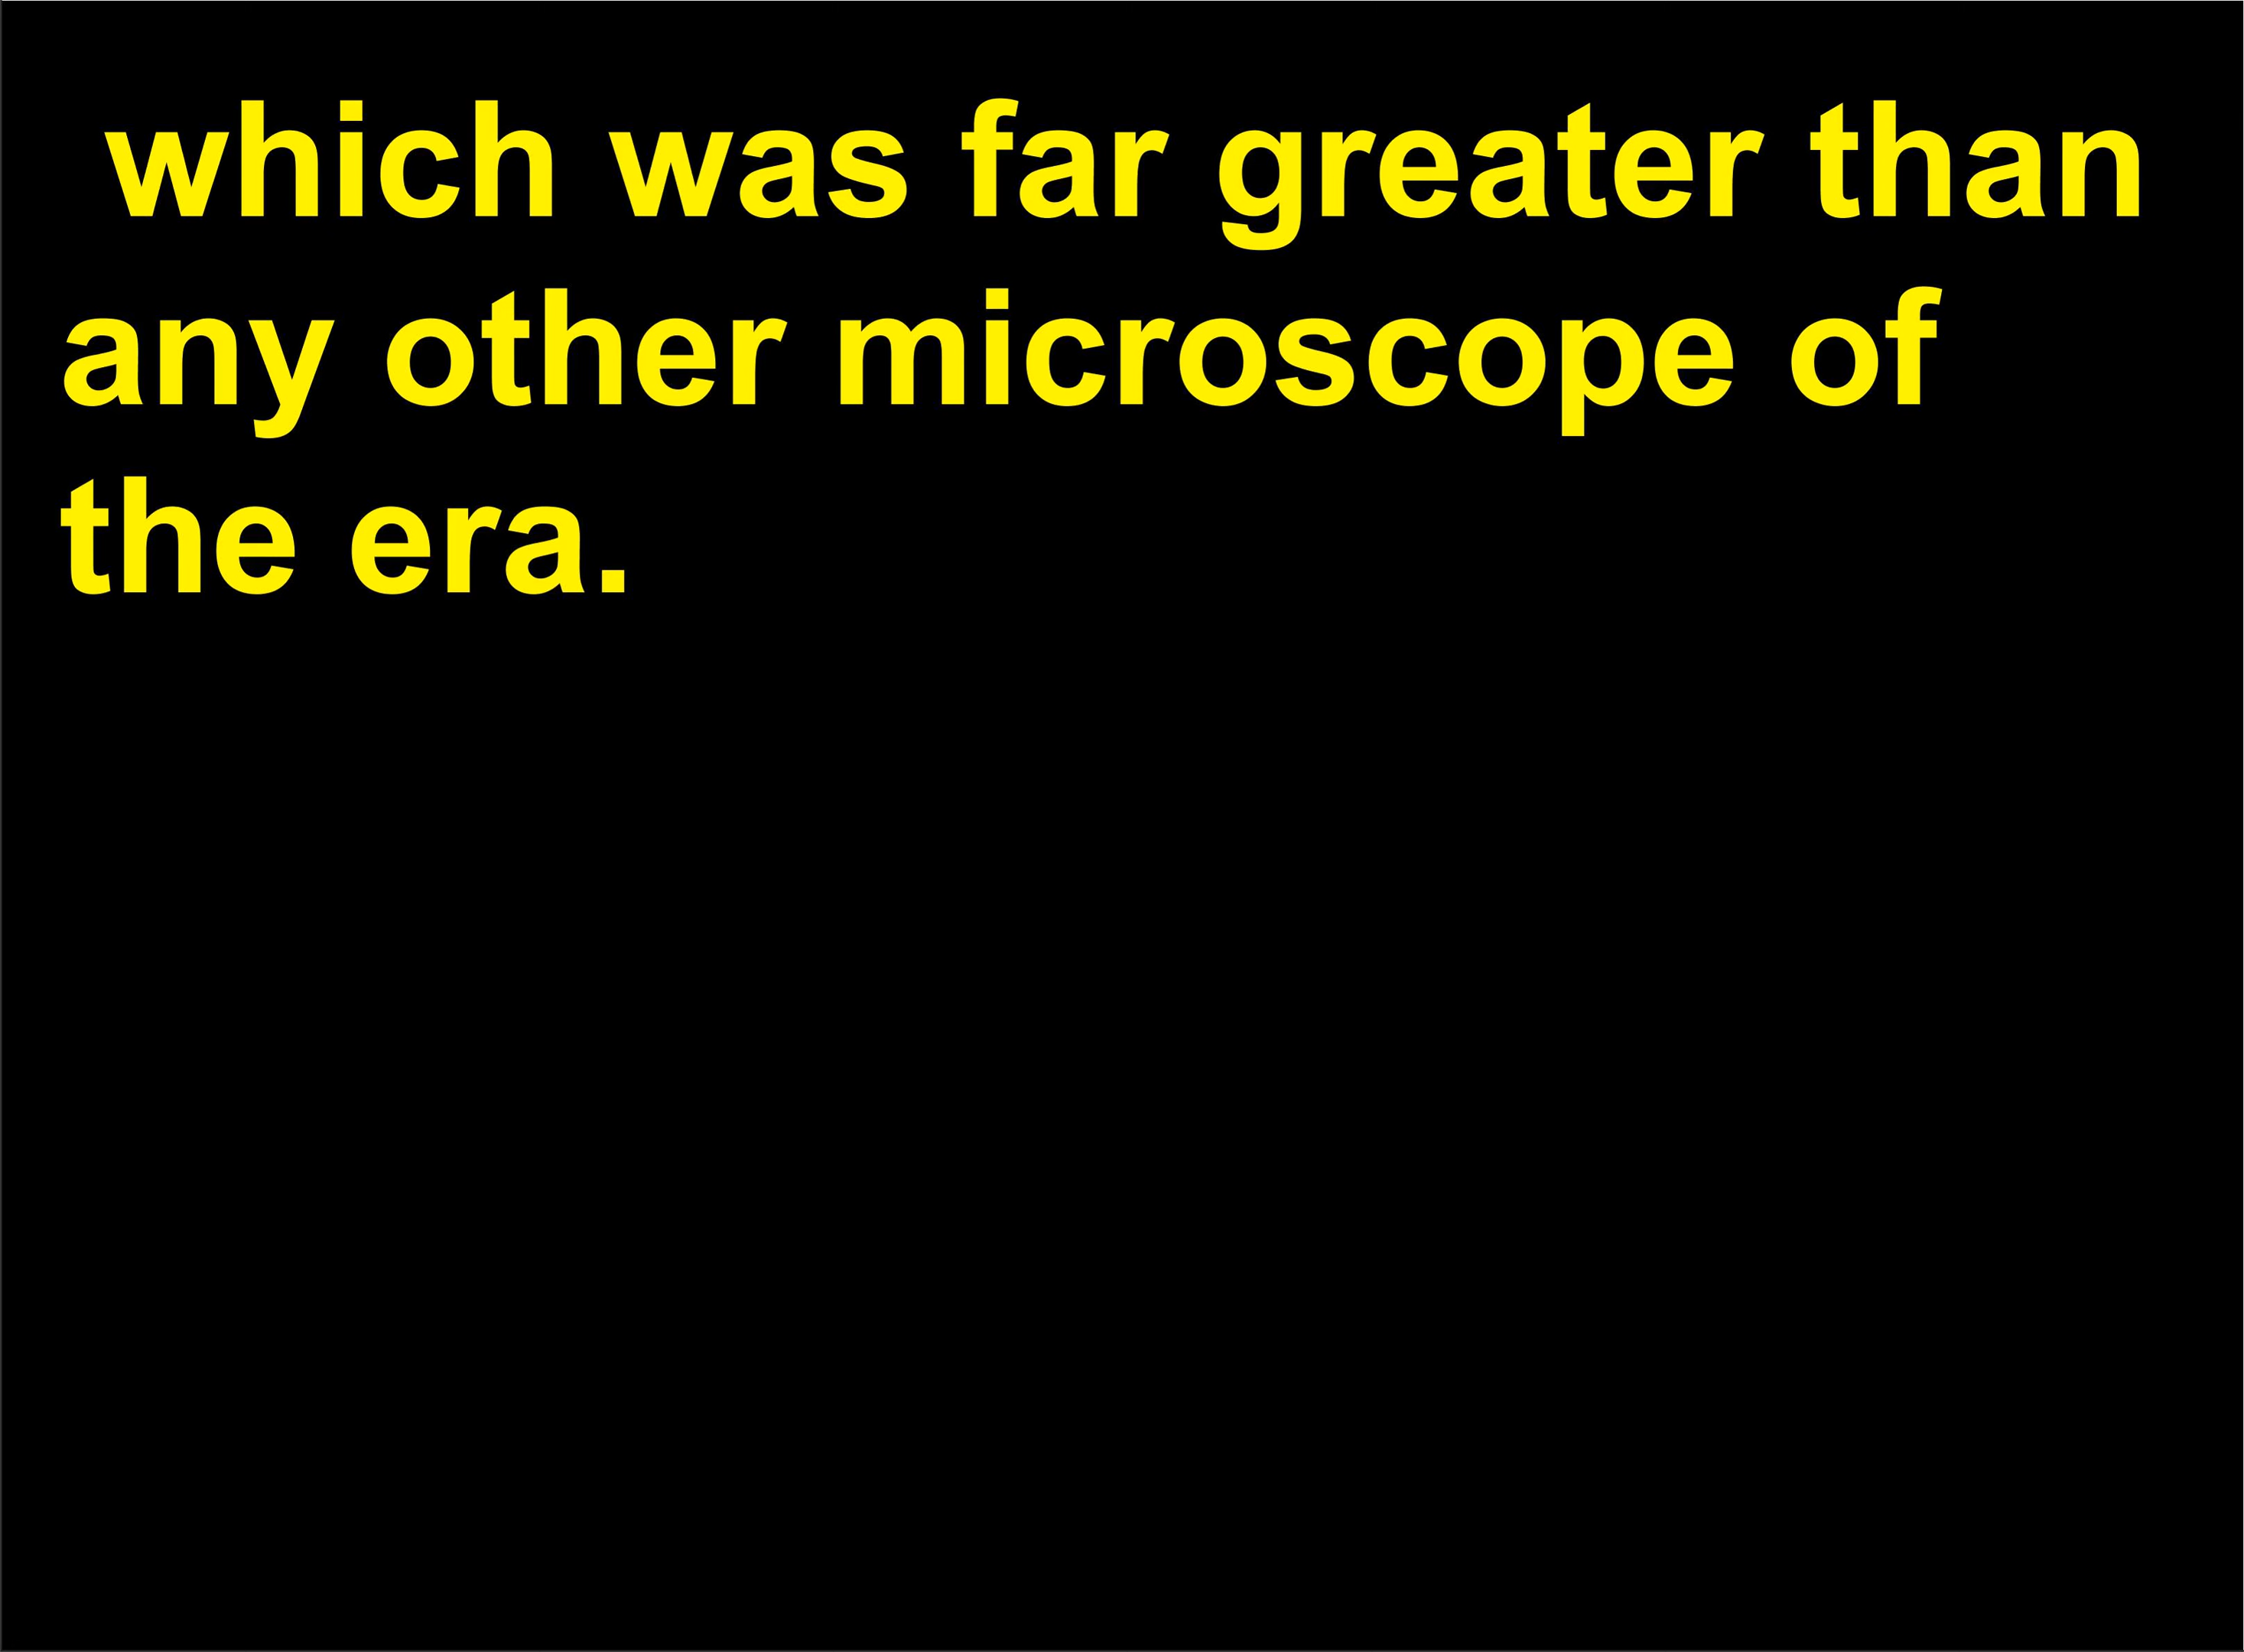 which was far greater than
any other microscope of
the era.